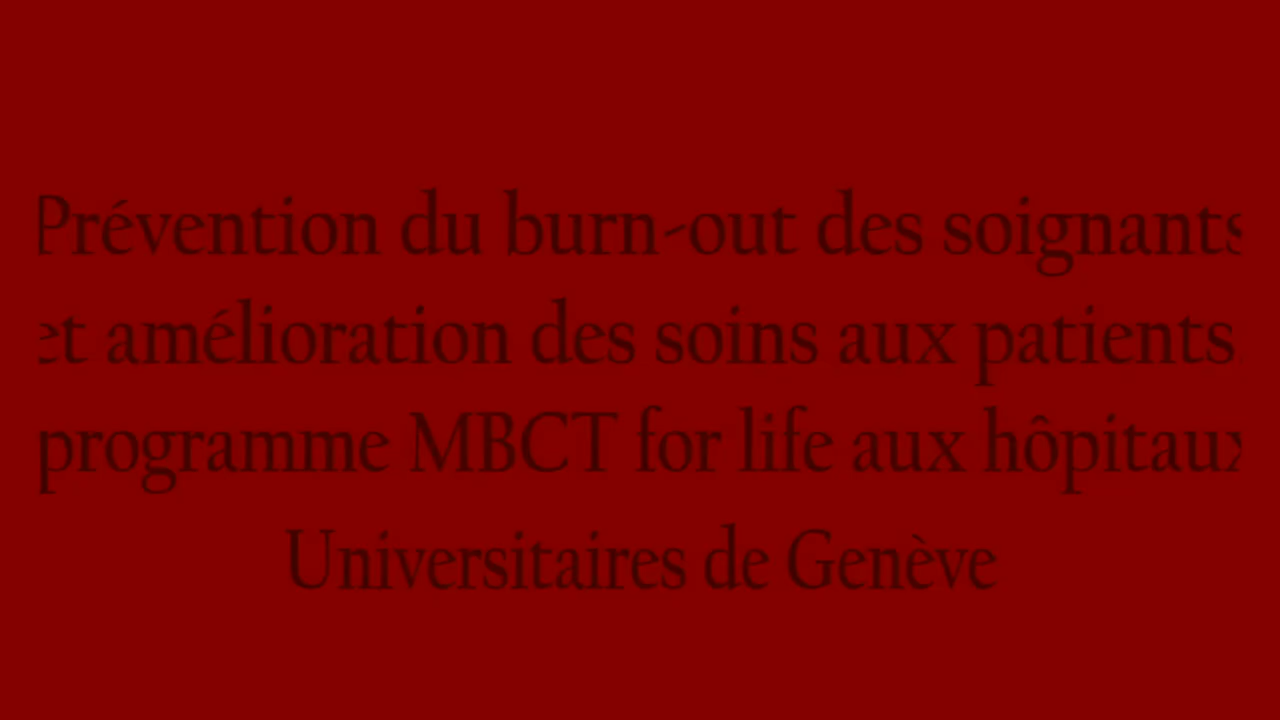 Prévention du burn-out des soignants
et amélioration des soins aux patients
programme MBCT for life aux hôpitaux
Universitaires de Genève